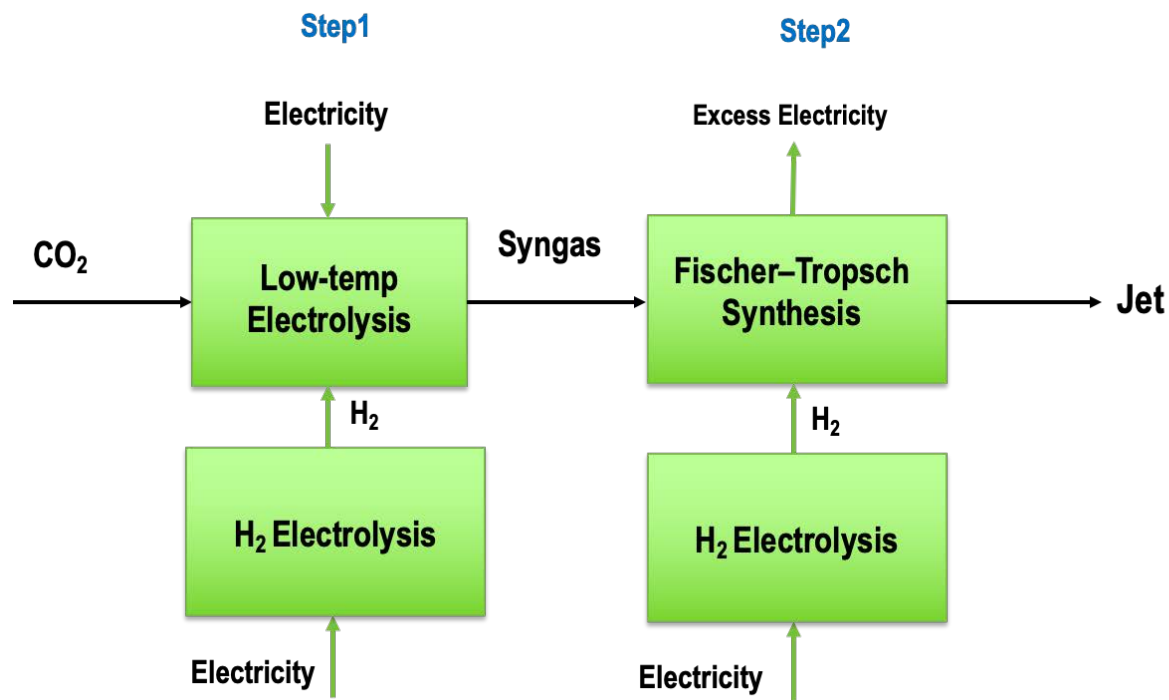 Step1
Step2
Electricity
Excess Electricity
CO₂
Low-temp
Electrolysis
Syngas
Fischer–Tropsch
Synthesis
Jet
H₂
H₂
H₂ Electrolysis
H₂ Electrolysis
Electricity
Electricity